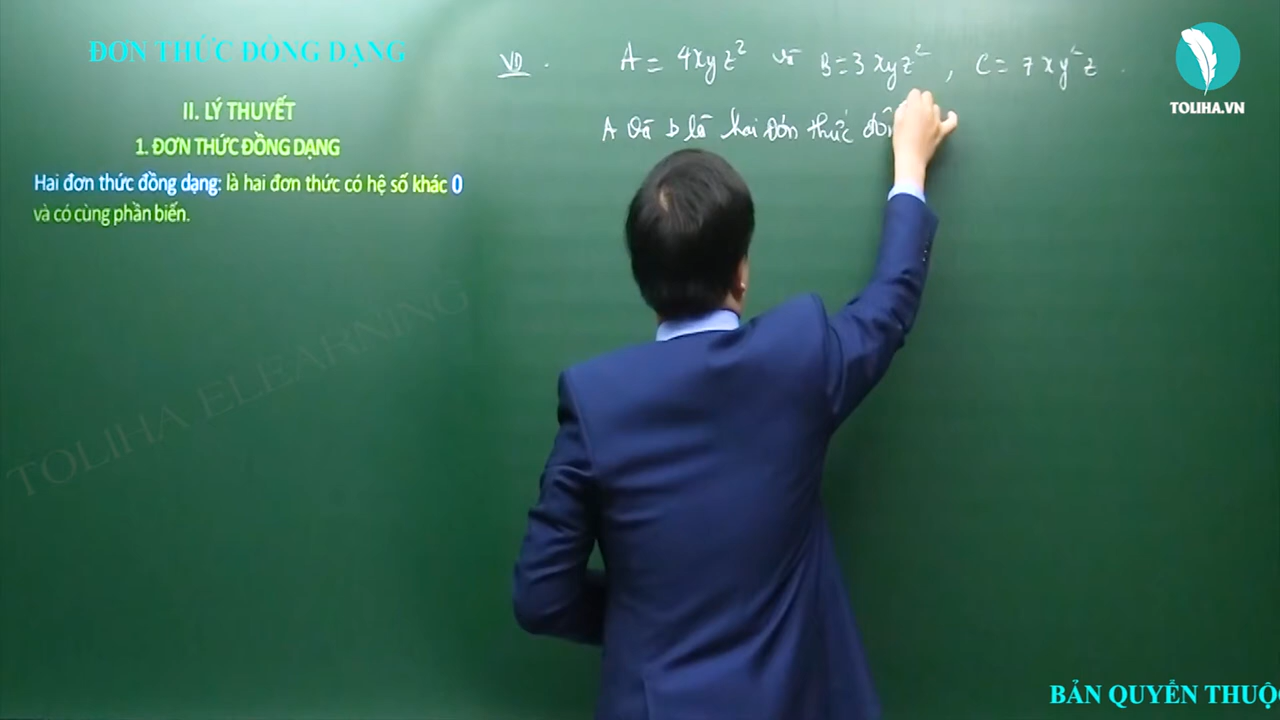 ĐƠN THỨC ĐỒNG DẠNG
VD. A = 4xyz² và B = 3xyz², C = 7xy²z.
TOLIHA.VN
II. LÝ THUYẾT
A và B là hai đơn thức đồ
1. ĐƠN THỨC ĐỒNG DẠNG
Hai đơn thức đồng dạng: là hai đơn thức có hệ số khác 0
và có cùng phần biến.
TOLIHA ELEARNING
BẢN QUYỀN THUỘ